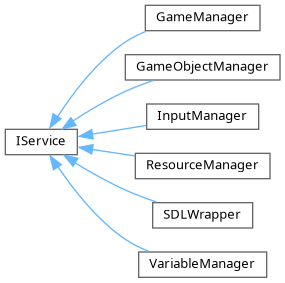 GameManager
GameObjectManager
InputManager
IService
ResourceManager
SDLWrapper
VariableManager